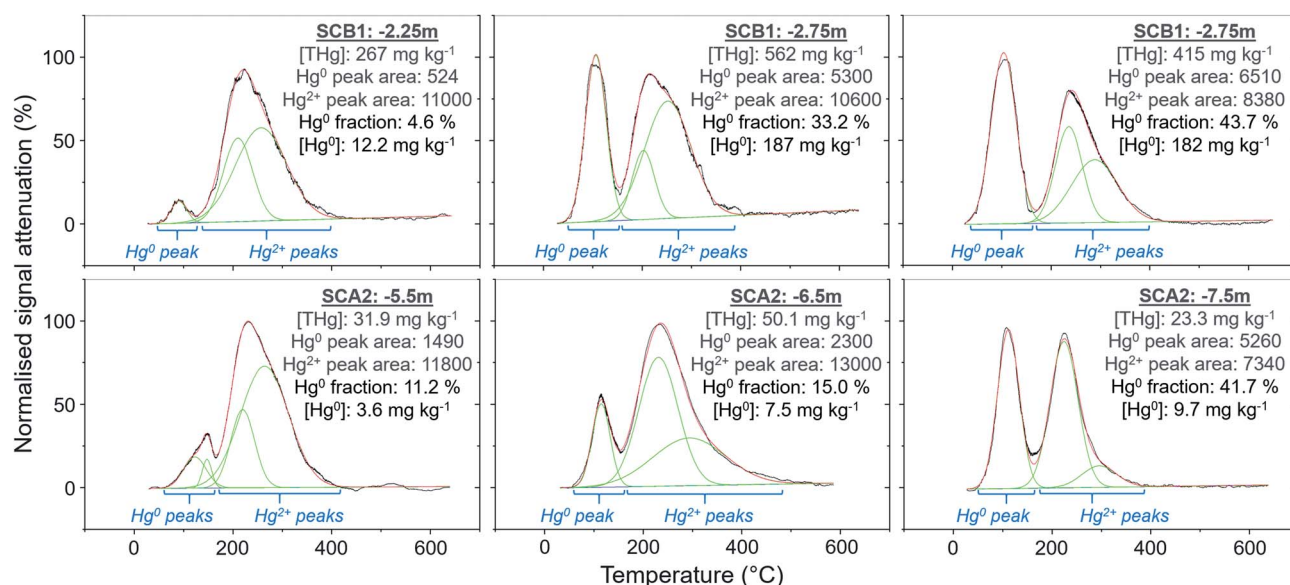 Normalised signal attenuation (%)
SCB1: -2.25m
[THg]: 267 mg kg⁻¹
Hg⁰ peak area: 524
Hg²⁺ peak area: 11000
Hg⁰ fraction: 4.6 %
[Hg⁰]: 12.2 mg kg⁻¹
100
50
0
Hg⁰ peak
Hg²⁺ peaks
SCB1: -2.75m
[THg]: 562 mg kg⁻¹
Hg⁰ peak area: 5300
Hg²⁺ peak area: 10600
Hg⁰ fraction: 33.2 %
[Hg⁰]: 187 mg kg⁻¹
Hg⁰ peak
Hg²⁺ peaks
SCB1: -2.75m
[THg]: 415 mg kg⁻¹
Hg⁰ peak area: 6510
Hg²⁺ peak area: 8380
Hg⁰ fraction: 43.7 %
[Hg⁰]: 182 mg kg⁻¹
Hg⁰ peak
Hg²⁺ peaks
SCA2: -5.5m
[THg]: 31.9 mg kg⁻¹
Hg⁰ peak area: 1490
Hg²⁺ peak area: 11800
Hg⁰ fraction: 11.2 %
[Hg⁰]: 3.6 mg kg⁻¹
100
50
0
Hg⁰ peaks
Hg²⁺ peaks
0 200 400 600
SCA2: -6.5m
[THg]: 50.1 mg kg⁻¹
Hg⁰ peak area: 2300
Hg²⁺ peak area: 13000
Hg⁰ fraction: 15.0 %
[Hg⁰]: 7.5 mg kg⁻¹
Hg⁰ peak
Hg²⁺ peaks
0 200 400 600
SCA2: -7.5m
[THg]: 23.3 mg kg⁻¹
Hg⁰ peak area: 5260
Hg²⁺ peak area: 7340
Hg⁰ fraction: 41.7 %
[Hg⁰]: 9.7 mg kg⁻¹
Hg⁰ peak
Hg²⁺ peaks
0 200 400 600
Temperature (°C)